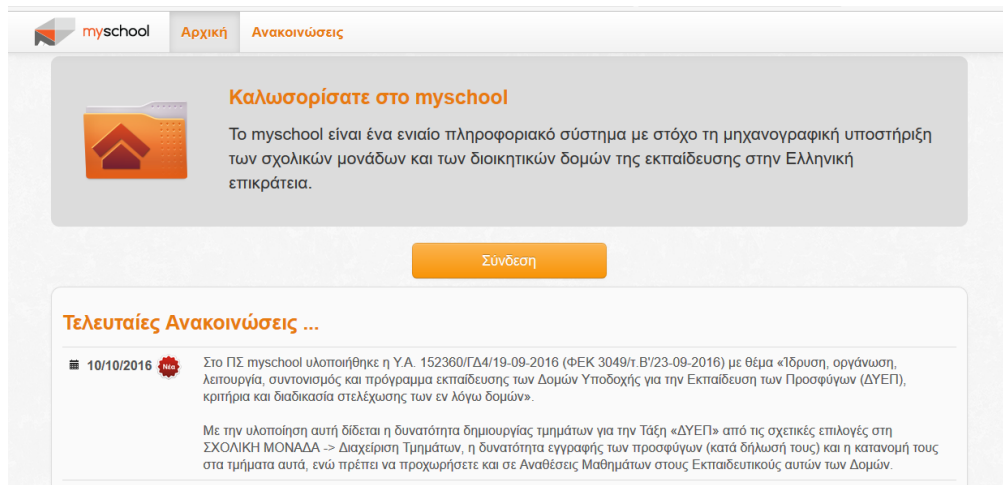 myschool Αρχική Ανακοινώσεις
Καλωσορίσατε στο myschool
Το myschool είναι ένα ενιαίο πληροφοριακό σύστημα με στόχο τη μηχανογραφική υποστήριξη
των σχολικών μονάδων και των διοικητικών δομών της εκπαίδευσης στην Ελληνική
επικράτεια.
Σύνδεση
Τελευταίες Ανακοινώσεις ...
10/10/2016 Νέα
Στο ΠΣ myschool υλοποιήθηκε η Υ.Α. 152360/ΓΔ4/19-09-2016 (ΦΕΚ 3049/τ.Β'/23-09-2016) με θέμα «Ίδρυση, οργάνωση,
λειτουργία, συντονισμός και πρόγραμμα εκπαίδευσης των Δομών Υποδοχής για την Εκπαίδευση των Προσφύγων (ΔΥΕΠ),
κριτήρια και διαδικασία στελέχωσης των εν λόγω δομών».
Με την υλοποίηση αυτή δίδεται η δυνατότητα δημιουργίας τμημάτων για την Τάξη «ΔΥΕΠ» από τις σχετικές επιλογές στη
ΣΧΟΛΙΚΗ ΜΟΝΑΔΑ -> Διαχείριση Τμημάτων, η δυνατότητα εγγραφής των προσφύγων (κατά δήλωσή τους) και η κατανομή τους
στα τμήματα αυτά, ενώ πρέπει να προχωρήσετε και σε Αναθέσεις Μαθημάτων στους Εκπαιδευτικούς αυτών των Δομών.